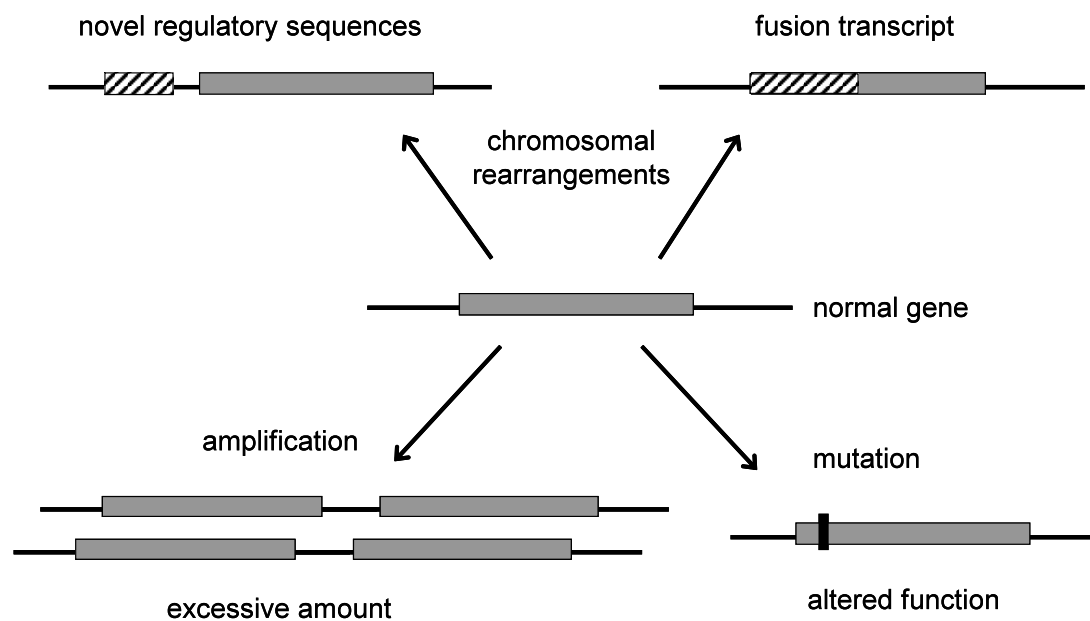 novel regulatory sequences
fusion transcript
chromosomal
rearrangements
normal gene
amplification
mutation
excessive amount
altered function